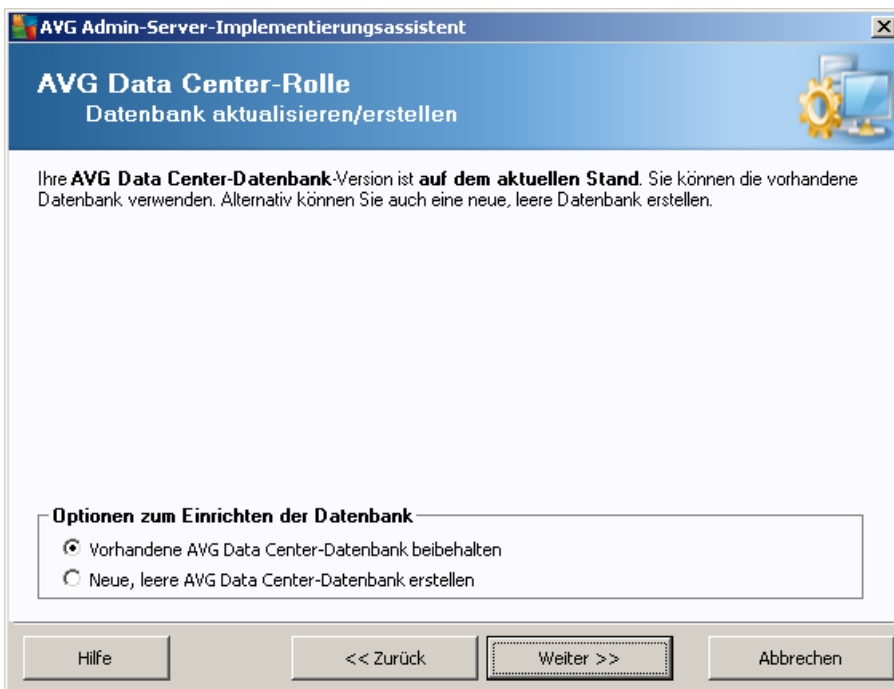 AVG Admin-Server-Implementierungsassistent
AVG Data Center-Rolle
Datenbank aktualisieren/erstellen
Ihre AVG Data Center-Datenbank-Version ist auf dem aktuellen Stand. Sie können die vorhandene
Datenbank verwenden. Alternativ können Sie auch eine neue, leere Datenbank erstellen.
Optionen zum Einrichten der Datenbank
Vorhandene AVG Data Center-Datenbank beibehalten
Neue, leere AVG Data Center-Datenbank erstellen
Hilfe
<< Zurück
Weiter >>
Abbrechen